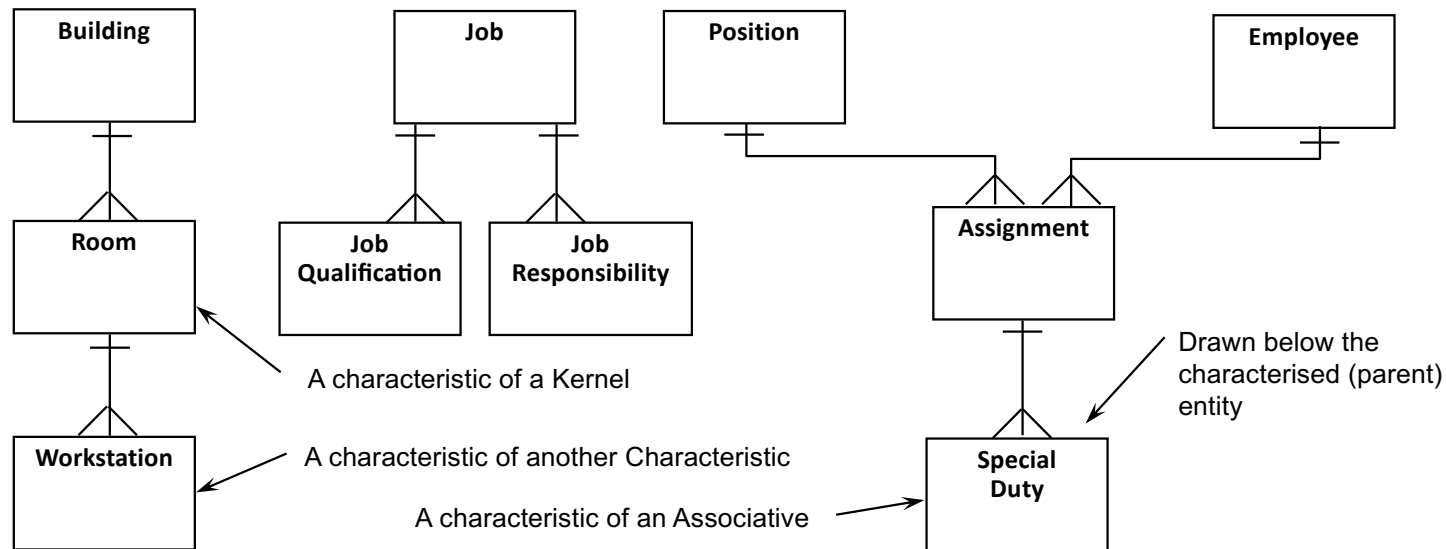 Building
Job
Position
Employee
Room
Job
Qualification
Job
Responsibility
Assignment
A characteristic of a Kernel
Drawn below the
characterised (parent)
entity
Workstation
A characteristic of another Characteristic
Special
Duty
A characteristic of an Associative